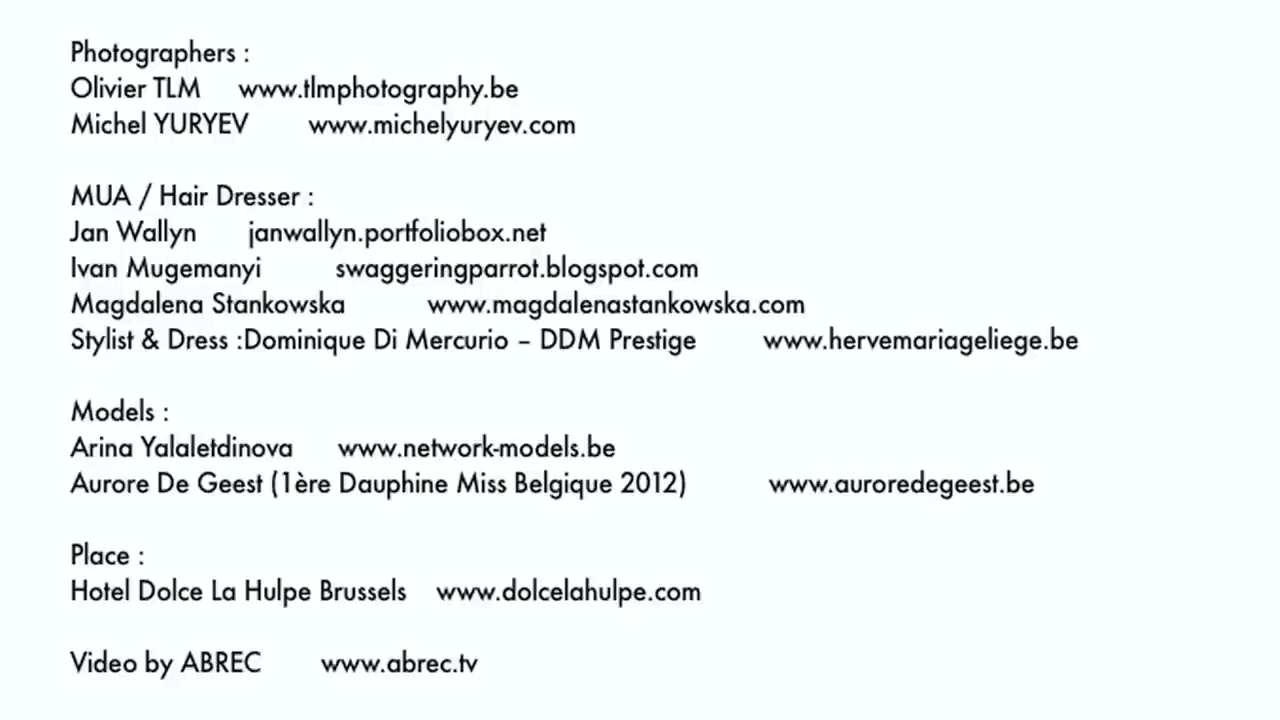 Photographers :
Olivier TLM www.tlmphotography.be
Michel YURYEV www.michelyuryev.com
MUA / Hair Dresser :
Jan Wallyn janwallyn.portfoliobox.net
Ivan Mugemanyi swaggeringparrot.blogspot.com
Magdalena Stankowska www.magdalenastankowska.com
Stylist & Dress :Dominique Di Mercurio – DDM Prestige www.hervemariageliege.be
Models :
Arina Yalaletdinova www.network-models.be
Aurore De Geest (1ère Dauphine Miss Belgique 2012) www.auroredegeest.be
Place :
Hotel Dolce La Hulpe Brussels www.dolcelahulpe.com
Video by ABREC www.abrec.tv